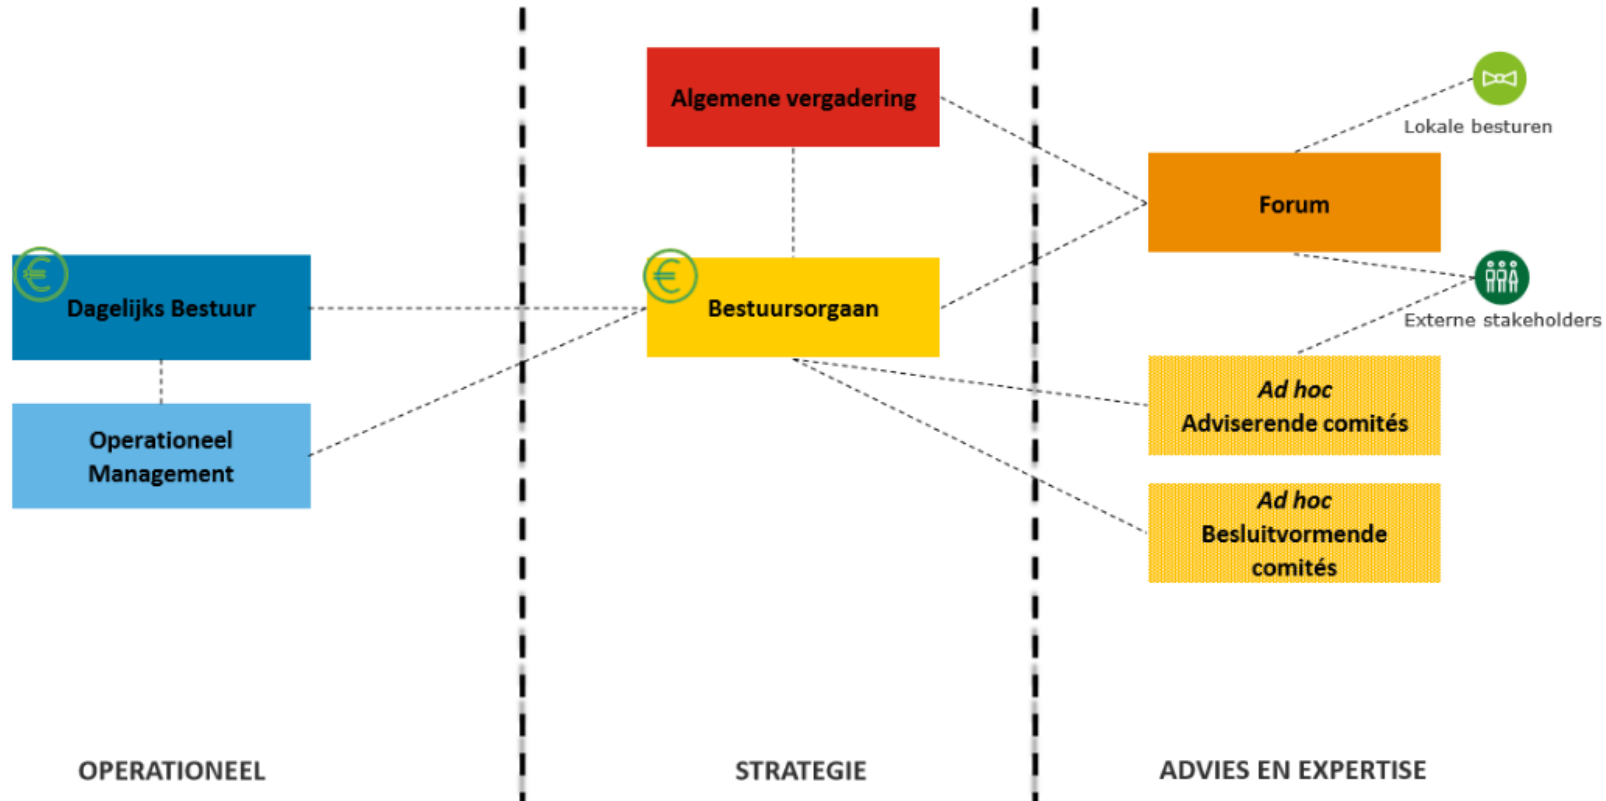 Algemene vergadering
Lokale besturen
Forum
€
Dagelijks Bestuur
€
Bestuursorgaan
Externe stakeholders
Operationeel
Management
Ad hoc
Adviserende comités
Ad hoc
Besluitvormende
comités
OPERATIONEEL
STRATEGIE
ADVIES EN EXPERTISE